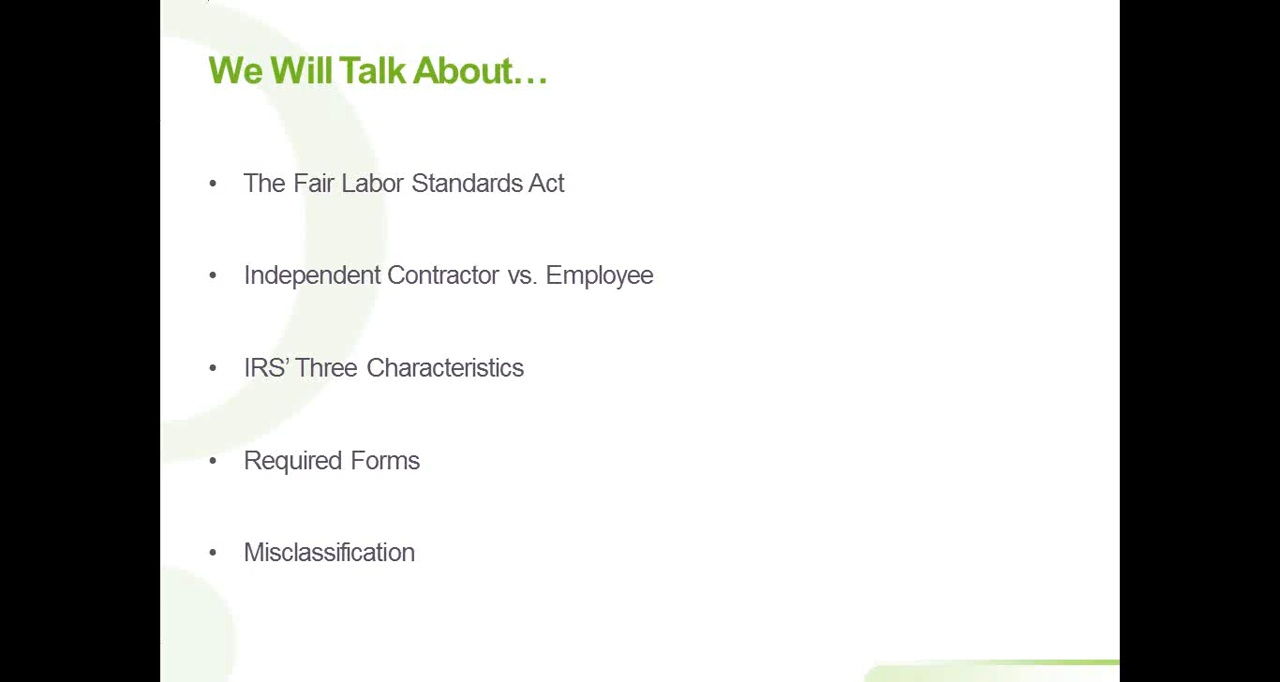 We Will Talk About…
• The Fair Labor Standards Act
• Independent Contractor vs. Employee
• IRS’ Three Characteristics
• Required Forms
• Misclassification